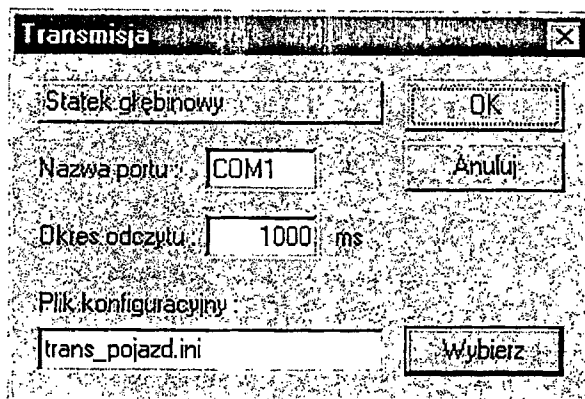 Transmisja
Statek głębinowy
OK
Nazwa portu : COM1
Anuluj
Okres odczytu : 1000 ms
Plik konfiguracyjny :
trans_pojazd.ini
Wybierz